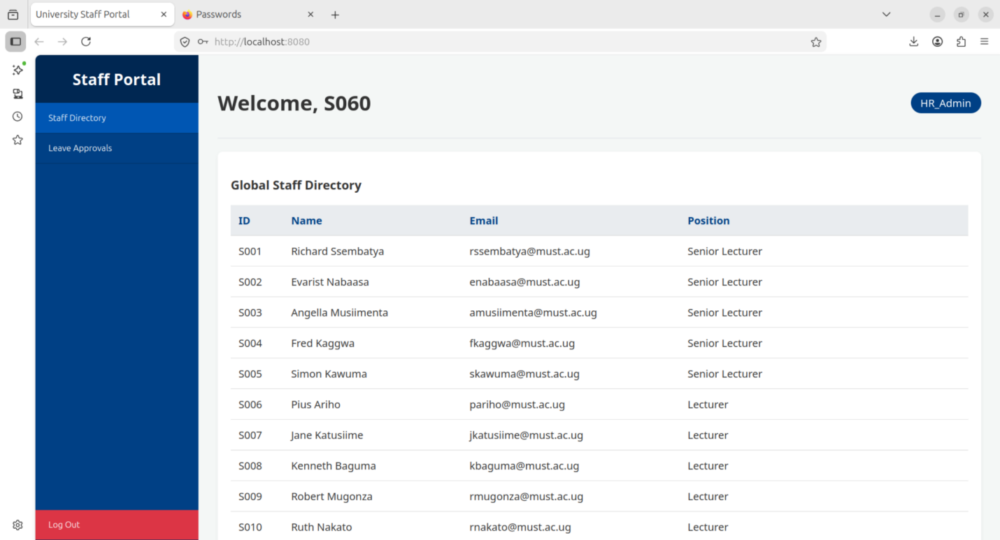 University Staff Portal
Passwords
http://localhost:8080
Staff Portal
Staff Directory
Leave Approvals
Log Out
Welcome, S060
HR_Admin
Global Staff Directory
ID Name Email Position
S001 Richard Ssembatya rssembatya@must.ac.ug Senior Lecturer
S002 Evarist Nabaasa enabaasa@must.ac.ug Senior Lecturer
S003 Angella Musiimenta amusiimenta@must.ac.ug Senior Lecturer
S004 Fred Kaggwa fkaggwa@must.ac.ug Senior Lecturer
S005 Simon Kawuma skawuma@must.ac.ug Senior Lecturer
S006 Pius Ariho pariho@must.ac.ug Lecturer
S007 Jane Katusiime jkatusiime@must.ac.ug Lecturer
S008 Kenneth Baguma kbaguma@must.ac.ug Lecturer
S009 Robert Mugonza rmugonza@must.ac.ug Lecturer
S010 Ruth Nakato rnakato@must.ac.ug Lecturer